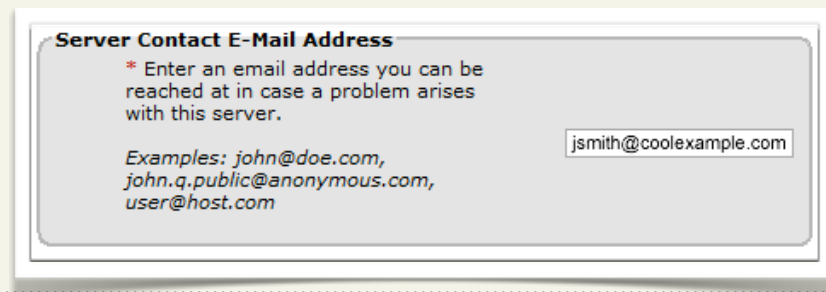 Server Contact E-Mail Address
* Enter an email address you can be
reached at in case a problem arises
with this server.
jsmith@coolexample.com
Examples: john@doe.com,
john.q.public@anonymous.com,
user@host.com